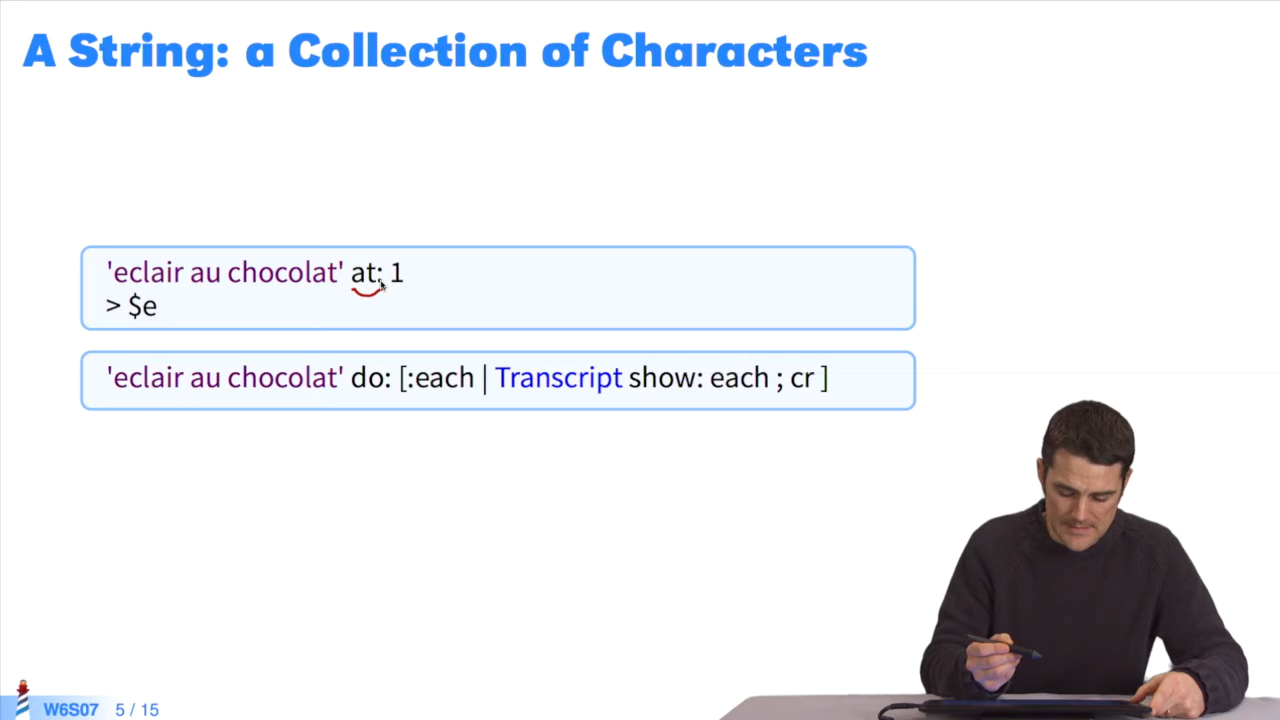 A String: a Collection of Characters
'eclair au chocolat' at: 1
> $e
'eclair au chocolat' do: [:each | Transcript show: each ; cr ]
W6S07 5 / 15